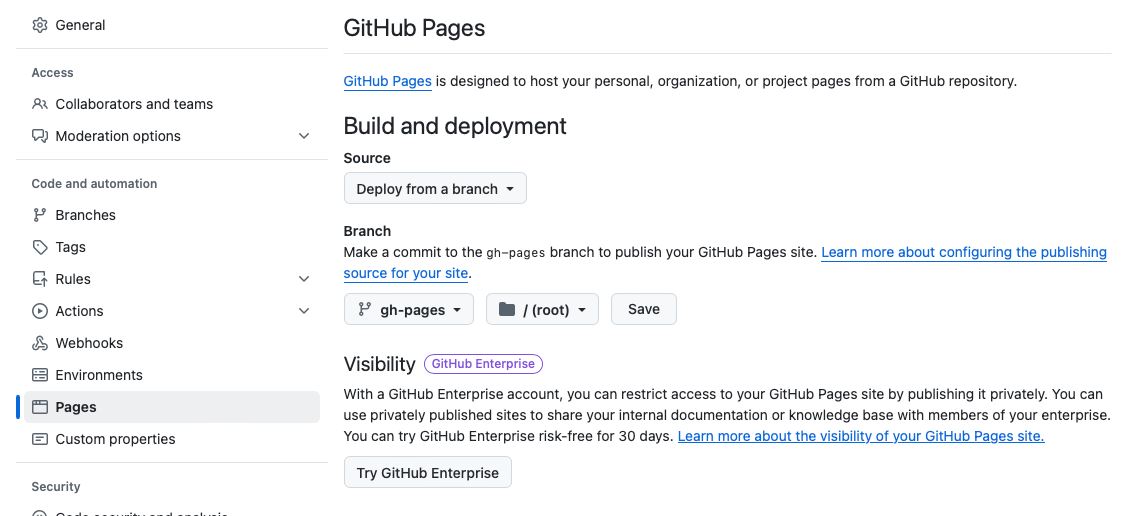 General
Access
Collaborators and teams
Moderation options
Code and automation
Branches
Tags
Rules
Actions
Webhooks
Environments
Pages
Custom properties
Security
Code security and analysis
GitHub Pages
GitHub Pages is designed to host your personal, organization, or project pages from a GitHub repository.
Build and deployment
Source
Deploy from a branch
Branch
Make a commit to the gh-pages branch to publish your GitHub Pages site. Learn more about configuring the publishing
source for your site.
gh-pages / (root) Save
Visibility GitHub Enterprise
With a GitHub Enterprise account, you can restrict access to your GitHub Pages site by publishing it privately. You can
use privately published sites to share your internal documentation or knowledge base with members of your enterprise.
You can try GitHub Enterprise risk-free for 30 days. Learn more about the visibility of your GitHub Pages site.
Try GitHub Enterprise